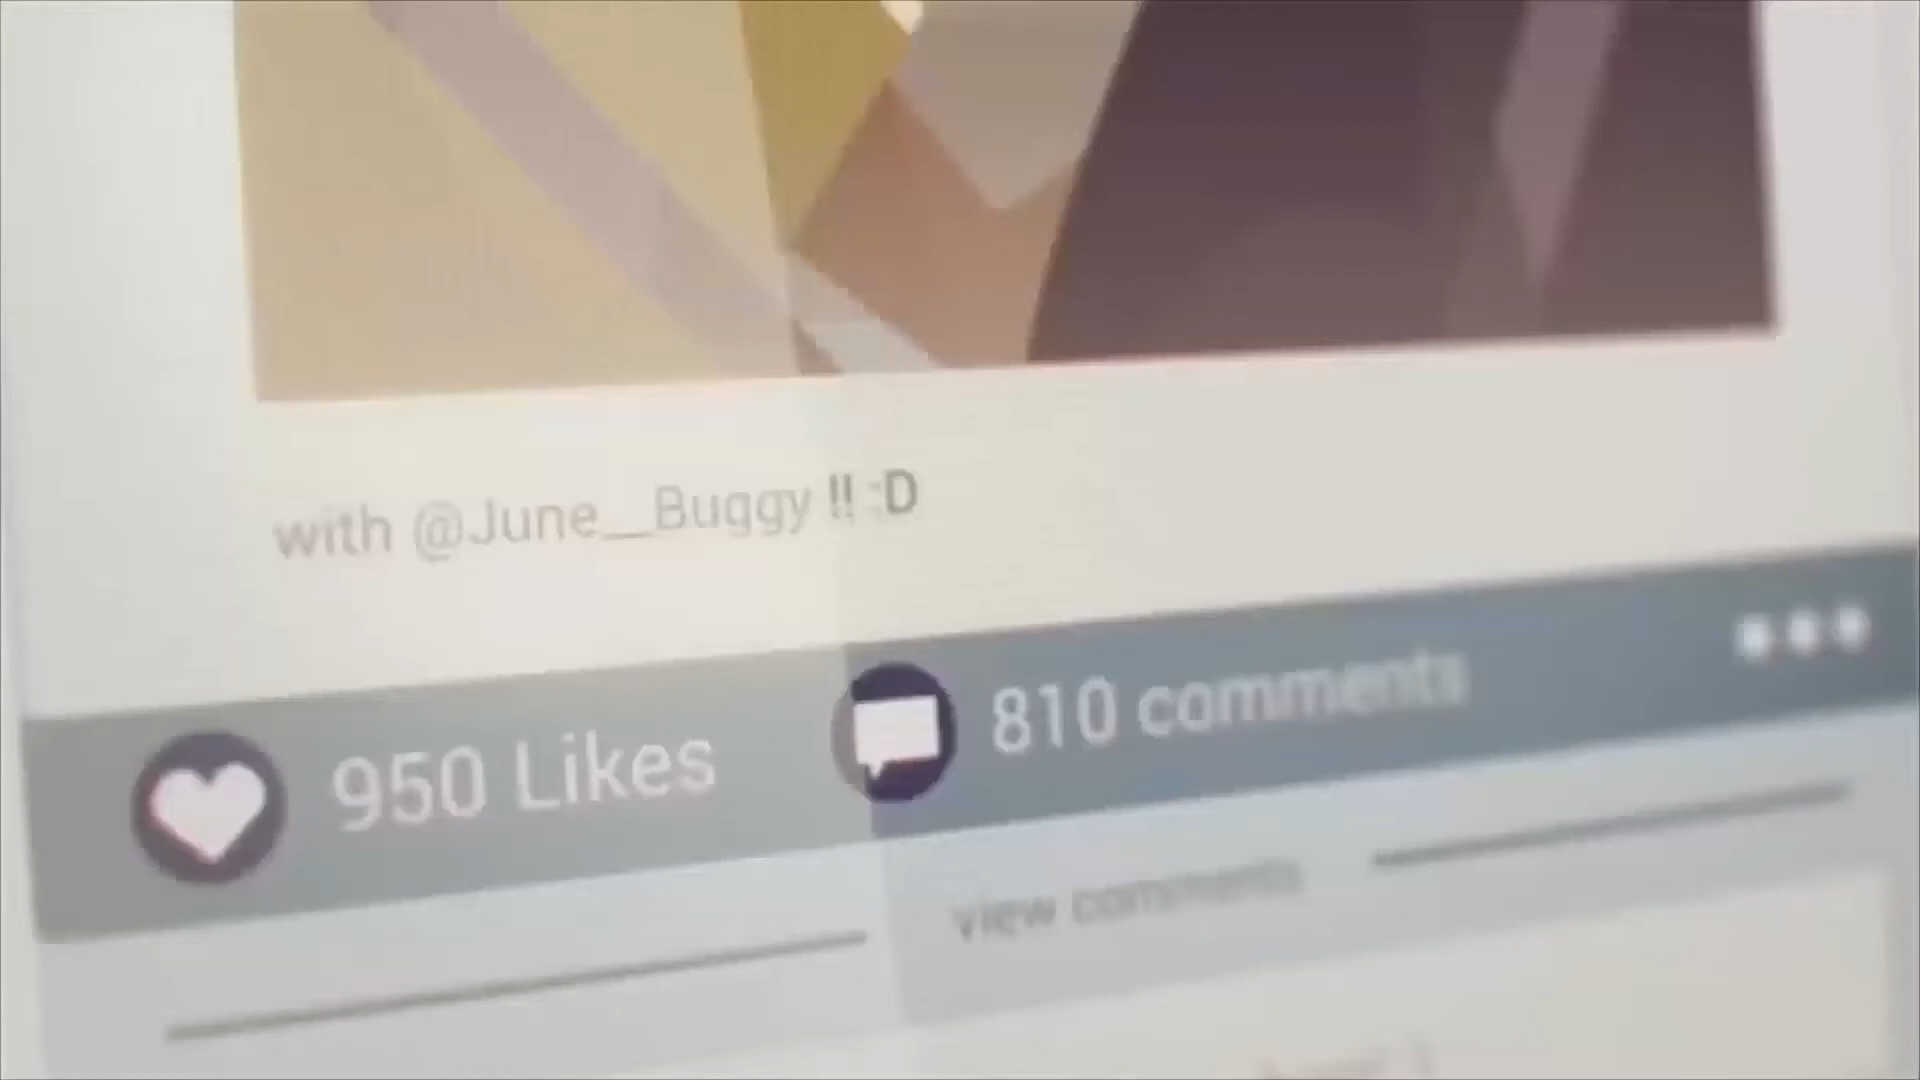 with @June__Buggy !! :D
950 Likes
810 comments
view comments